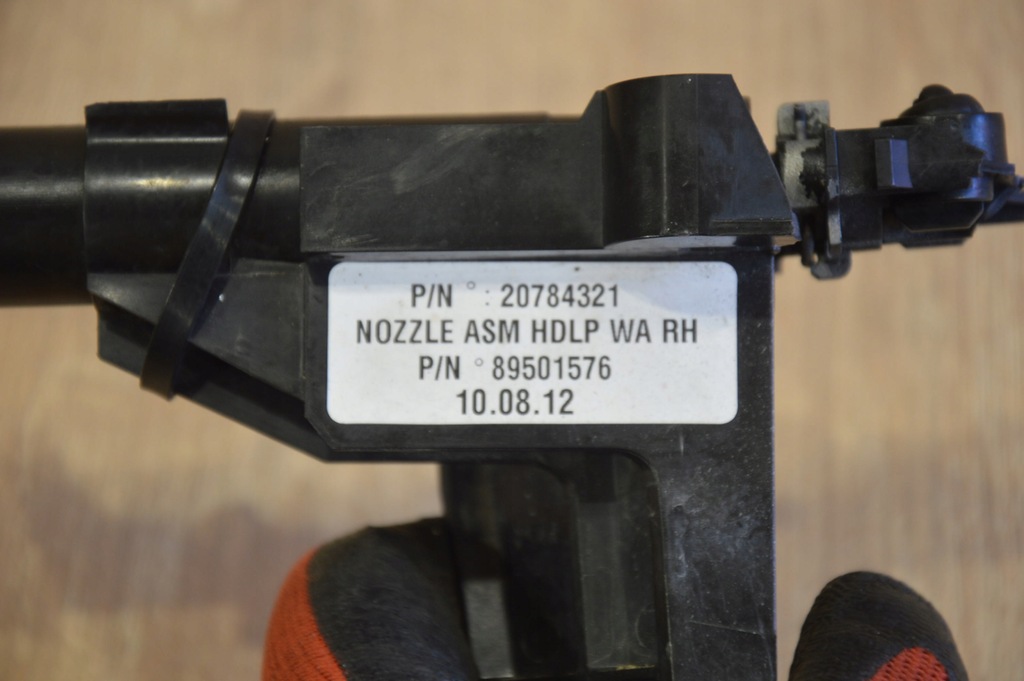 P/N ° : 20784321
NOZZLE ASM HDLP WA RH
P/N ° 89501576
10.08.12